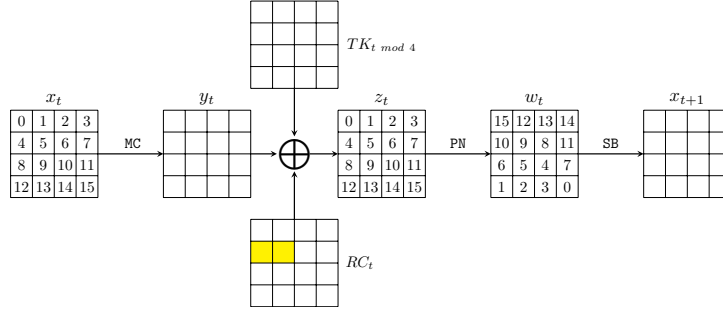 TK_{t mod 4}
x_t y_t z_t w_t x_{t+1}
0 1 2 3 0 1 2 3 15 12 13 14
4 5 6 7 4 5 6 7 10 9 8 11
MC PN SB
8 9 10 11 8 9 10 11 6 5 4 7
12 13 14 15 12 13 14 15 1 2 3 0
RC_t